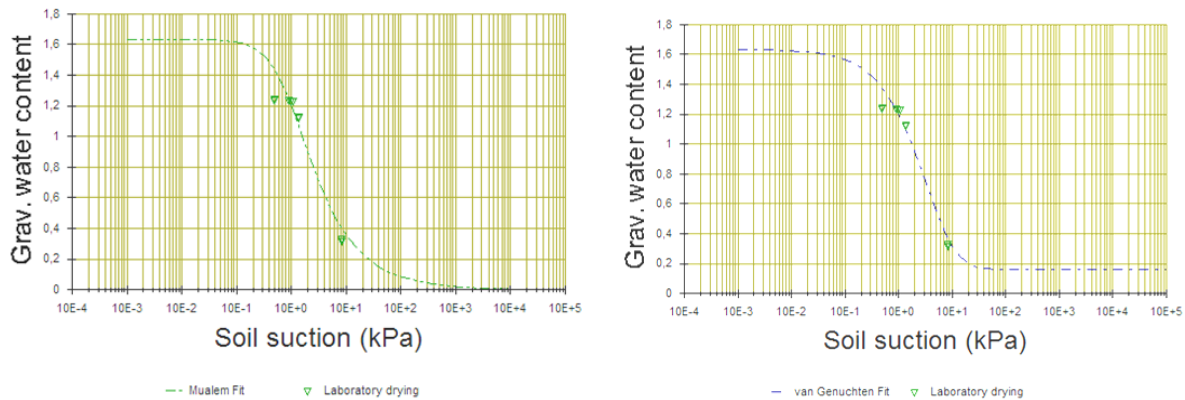 Grav. water content
1,8
1,6
1,4
1,2
1
0,8
0,6
0,4
0,2
0
10E-4 10E-3 10E-2 10E-1 10E+0 10E+1 10E+2 10E+3 10E+4 10E+5
Soil suction (kPa)
Mualem Fit Laboratory drying
Grav. water content
1,8
1,6
1,4
1,2
1
0,8
0,6
0,4
0,2
0
10E-4 10E-3 10E-2 10E-1 10E+0 10E+1 10E+2 10E+3 10E+4 10E+5
Soil suction (kPa)
van Genuchten Fit Laboratory drying